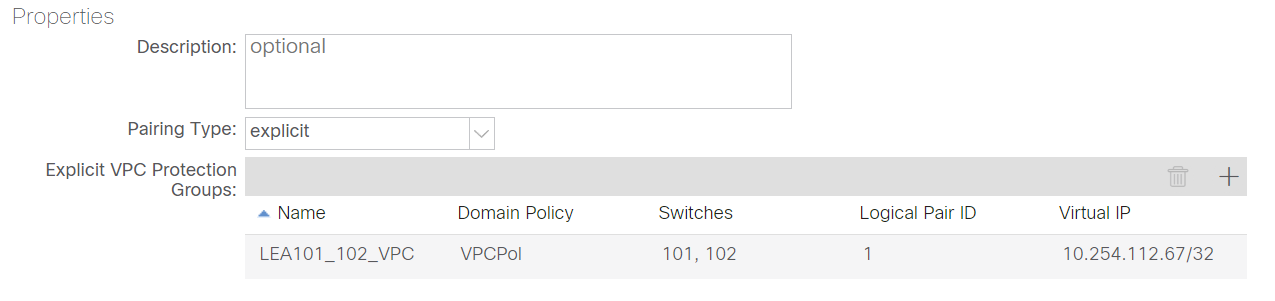 Properties
Description:
optional
Pairing Type:
explicit
Explicit VPC Protection
Groups:
Name Domain Policy Switches Logical Pair ID Virtual IP
LEA101_102_VPC VPCPol 101, 102 1 10.254.112.67/32